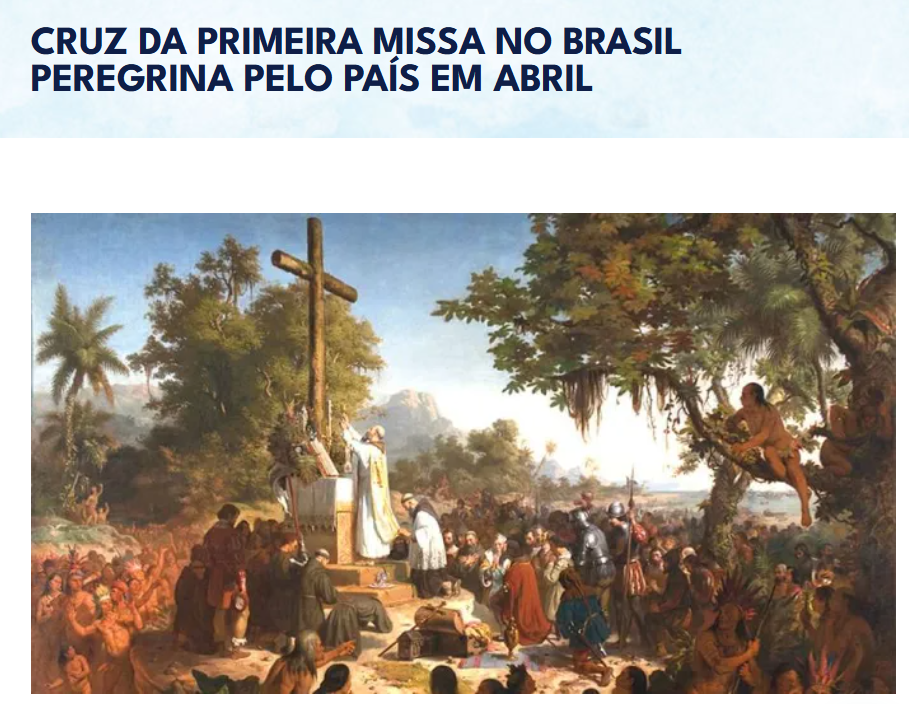 CRUZ DA PRIMEIRA MISSA NO BRASIL
PEREGRINA PELO PAÍS EM ABRIL